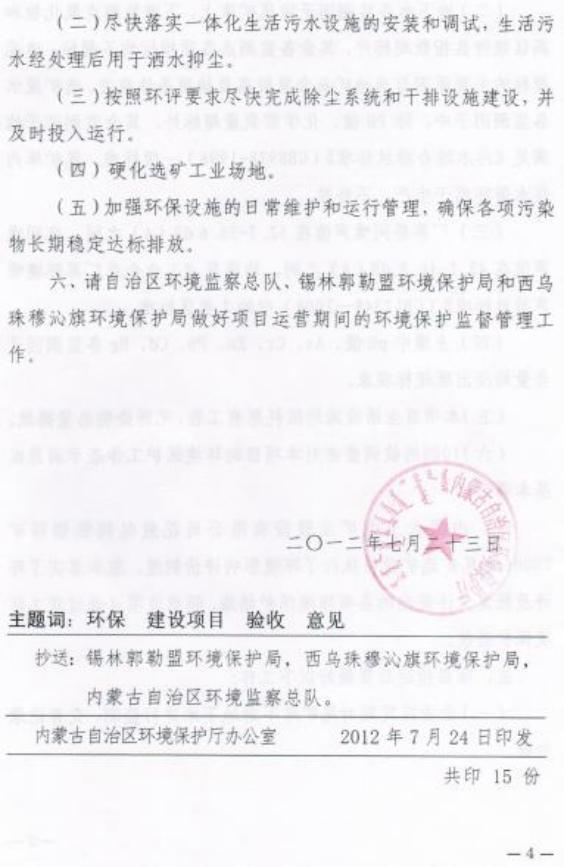 （二）尽快落实一体化生活污水设施的安装和调试，生活污
水经处理后用于洒水抑尘。
（三）按照环评要求尽快完成除尘系统和干排设施建设，并
及时投入运行。
（四）硬化选矿工业场地。
（五）加强环保设施的日常维护和运行管理，确保各项污染
物长期稳定达标排放。
六、请自治区环境监察总队、锡林郭勒盟环境保护局和西乌
珠穆沁旗环境保护局做好项目运营期间的环境保护监督管理工
作。
二〇一二年七月二十三日
主题词：环保 建设项目 验收 意见
抄送：锡林郭勒盟环境保护局，西乌珠穆沁旗环境保护局，
内蒙古自治区环境监察总队。
内蒙古自治区环境保护厅办公室 2012年7月24日印发
共印 15 份
—4—